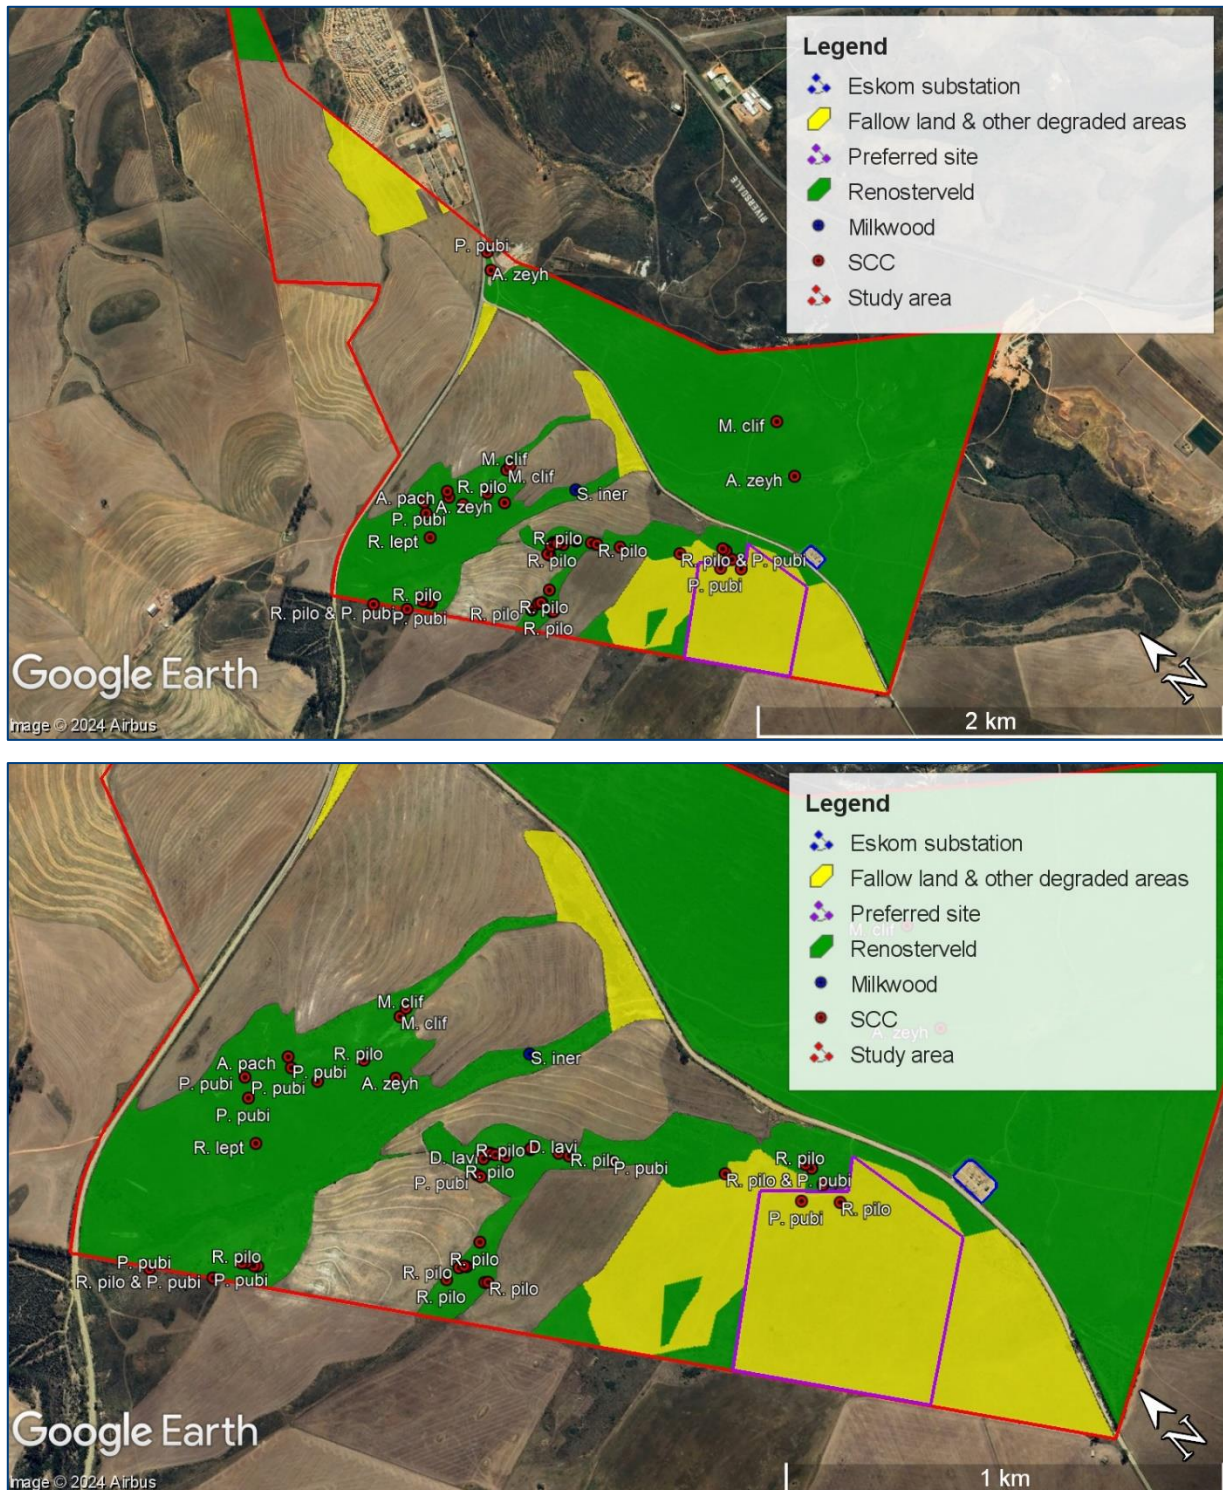 Legend
Eskom substation
Fallow land & other degraded areas
Preferred site
Renosterveld
Milkwood
SCC
Study area
RIVERSDALE
P. pubi
A. zeyh
M. clif
A. zeyh
M. clif
M. clif
R. pilo
A. pach
A. zeyh
P. pubi
S. iner
R. lept
R. pilo
R. pilo
R. pilo
R. pilo & P. pubi
P. pubi
R. pilo
R. pilo & P. pubi
P. pubi
R. pilo
R. pilo
R. pilo
Google Earth
Image © 2024 Airbus
2 km
N
Legend
Eskom substation
Fallow land & other degraded areas
Preferred site
Renosterveld
Milkwood
SCC
Study area
M. clif
A. zeyh
M. clif
M. clif
R. pilo
A. pach
P. pubi
P. pubi
P. pubi
A. zeyh
P. pubi
S. iner
R. lept
D. lavi
R. pilo
D. lavi
R. pilo
R. pilo
P. pubi
P. pubi
R. pilo
R. pilo & P. pubi
P. pubi
R. pilo
P. pubi
R. pilo
R. pilo & P. pubi
P. pubi
R. pilo
R. pilo
R. pilo
R. pilo
Google Earth
Image © 2024 Airbus
1 km
N